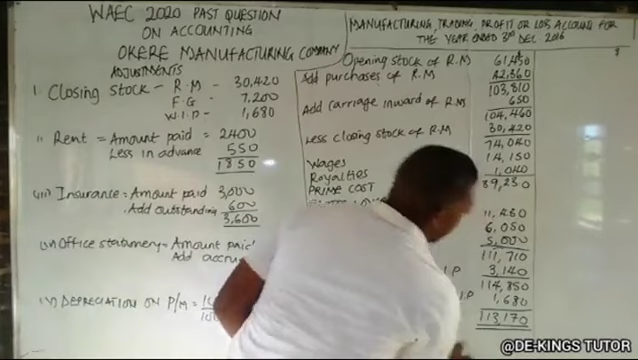 WAEC 2020 PAST QUESTION
ON ACCOUNTING
OKERE MANUFACTURING COMPANY
ADJUSTMENTS
I Closing stock - R.M - 30,420
F.G - 7,200
W.I.D - 1,680
II Rent = Amount paid = 2400
Less in advance 550
1850
(III) Insurance = Amount paid 3,000
Add outstanding 600
3,600
Office stationery = Amount paid
Add
DEPRECIATION ON P/M =
MANUFACTURING, TRADING, PROFIT OR LOSS ACCOUNT FOR
THE YEAR ENDED 31st DEC 2016
Opening stock of R.M 61,450
Add purchases of R.M 42,360
103,810
Add carriage inward of R.M 650
104,460
Less closing stock of R.M 30,420
74,040
Wages 14,150
Royalties 1,040
PRIME COST 89,230
11,430
6,050
5,000
111,710
3,140
114,850
1,680
113,170
@DE-KINGS TUTOR